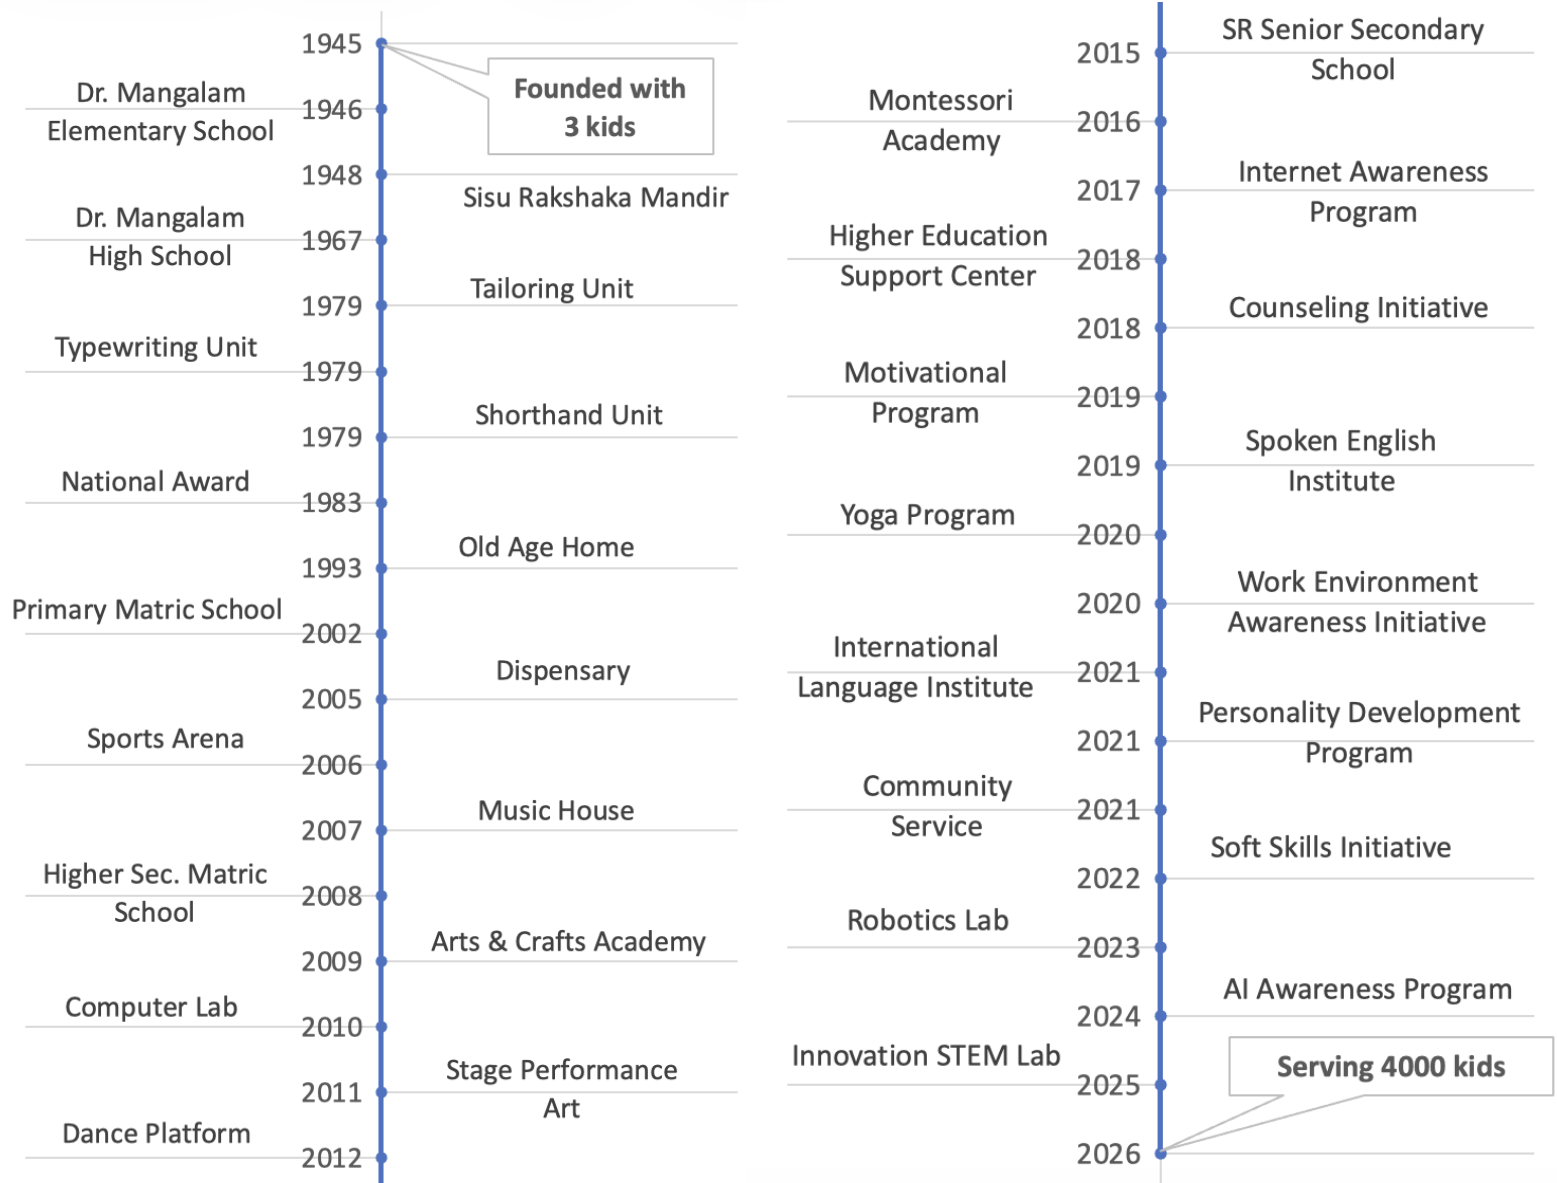 1945
Founded with
3 kids
Dr. Mangalam
1946
Elementary School
1948
Sisu Rakshaka Mandir
Dr. Mangalam
1967
High School
Tailoring Unit
1979
Typewriting Unit
1979
Shorthand Unit
1979
National Award
1983
Old Age Home
1993
Primary Matric School
2002
Dispensary
2005
Sports Arena
2006
Music House
2007
Higher Sec. Matric
2008
School
Arts & Crafts Academy
2009
Computer Lab
2010
Stage Performance
2011
Art
Dance Platform
2012
SR Senior Secondary
2015
School
Montessori
2016
Academy
Internet Awareness
2017
Program
Higher Education
2018
Support Center
Counseling Initiative
2018
Motivational
2019
Program
Spoken English
2019
Institute
Yoga Program
2020
Work Environment
2020
Awareness Initiative
International
2021
Language Institute
Personality Development
2021
Program
Community
2021
Service
Soft Skills Initiative
2022
Robotics Lab
2023
AI Awareness Program
2024
Innovation STEM Lab
2025
Serving 4000 kids
2026